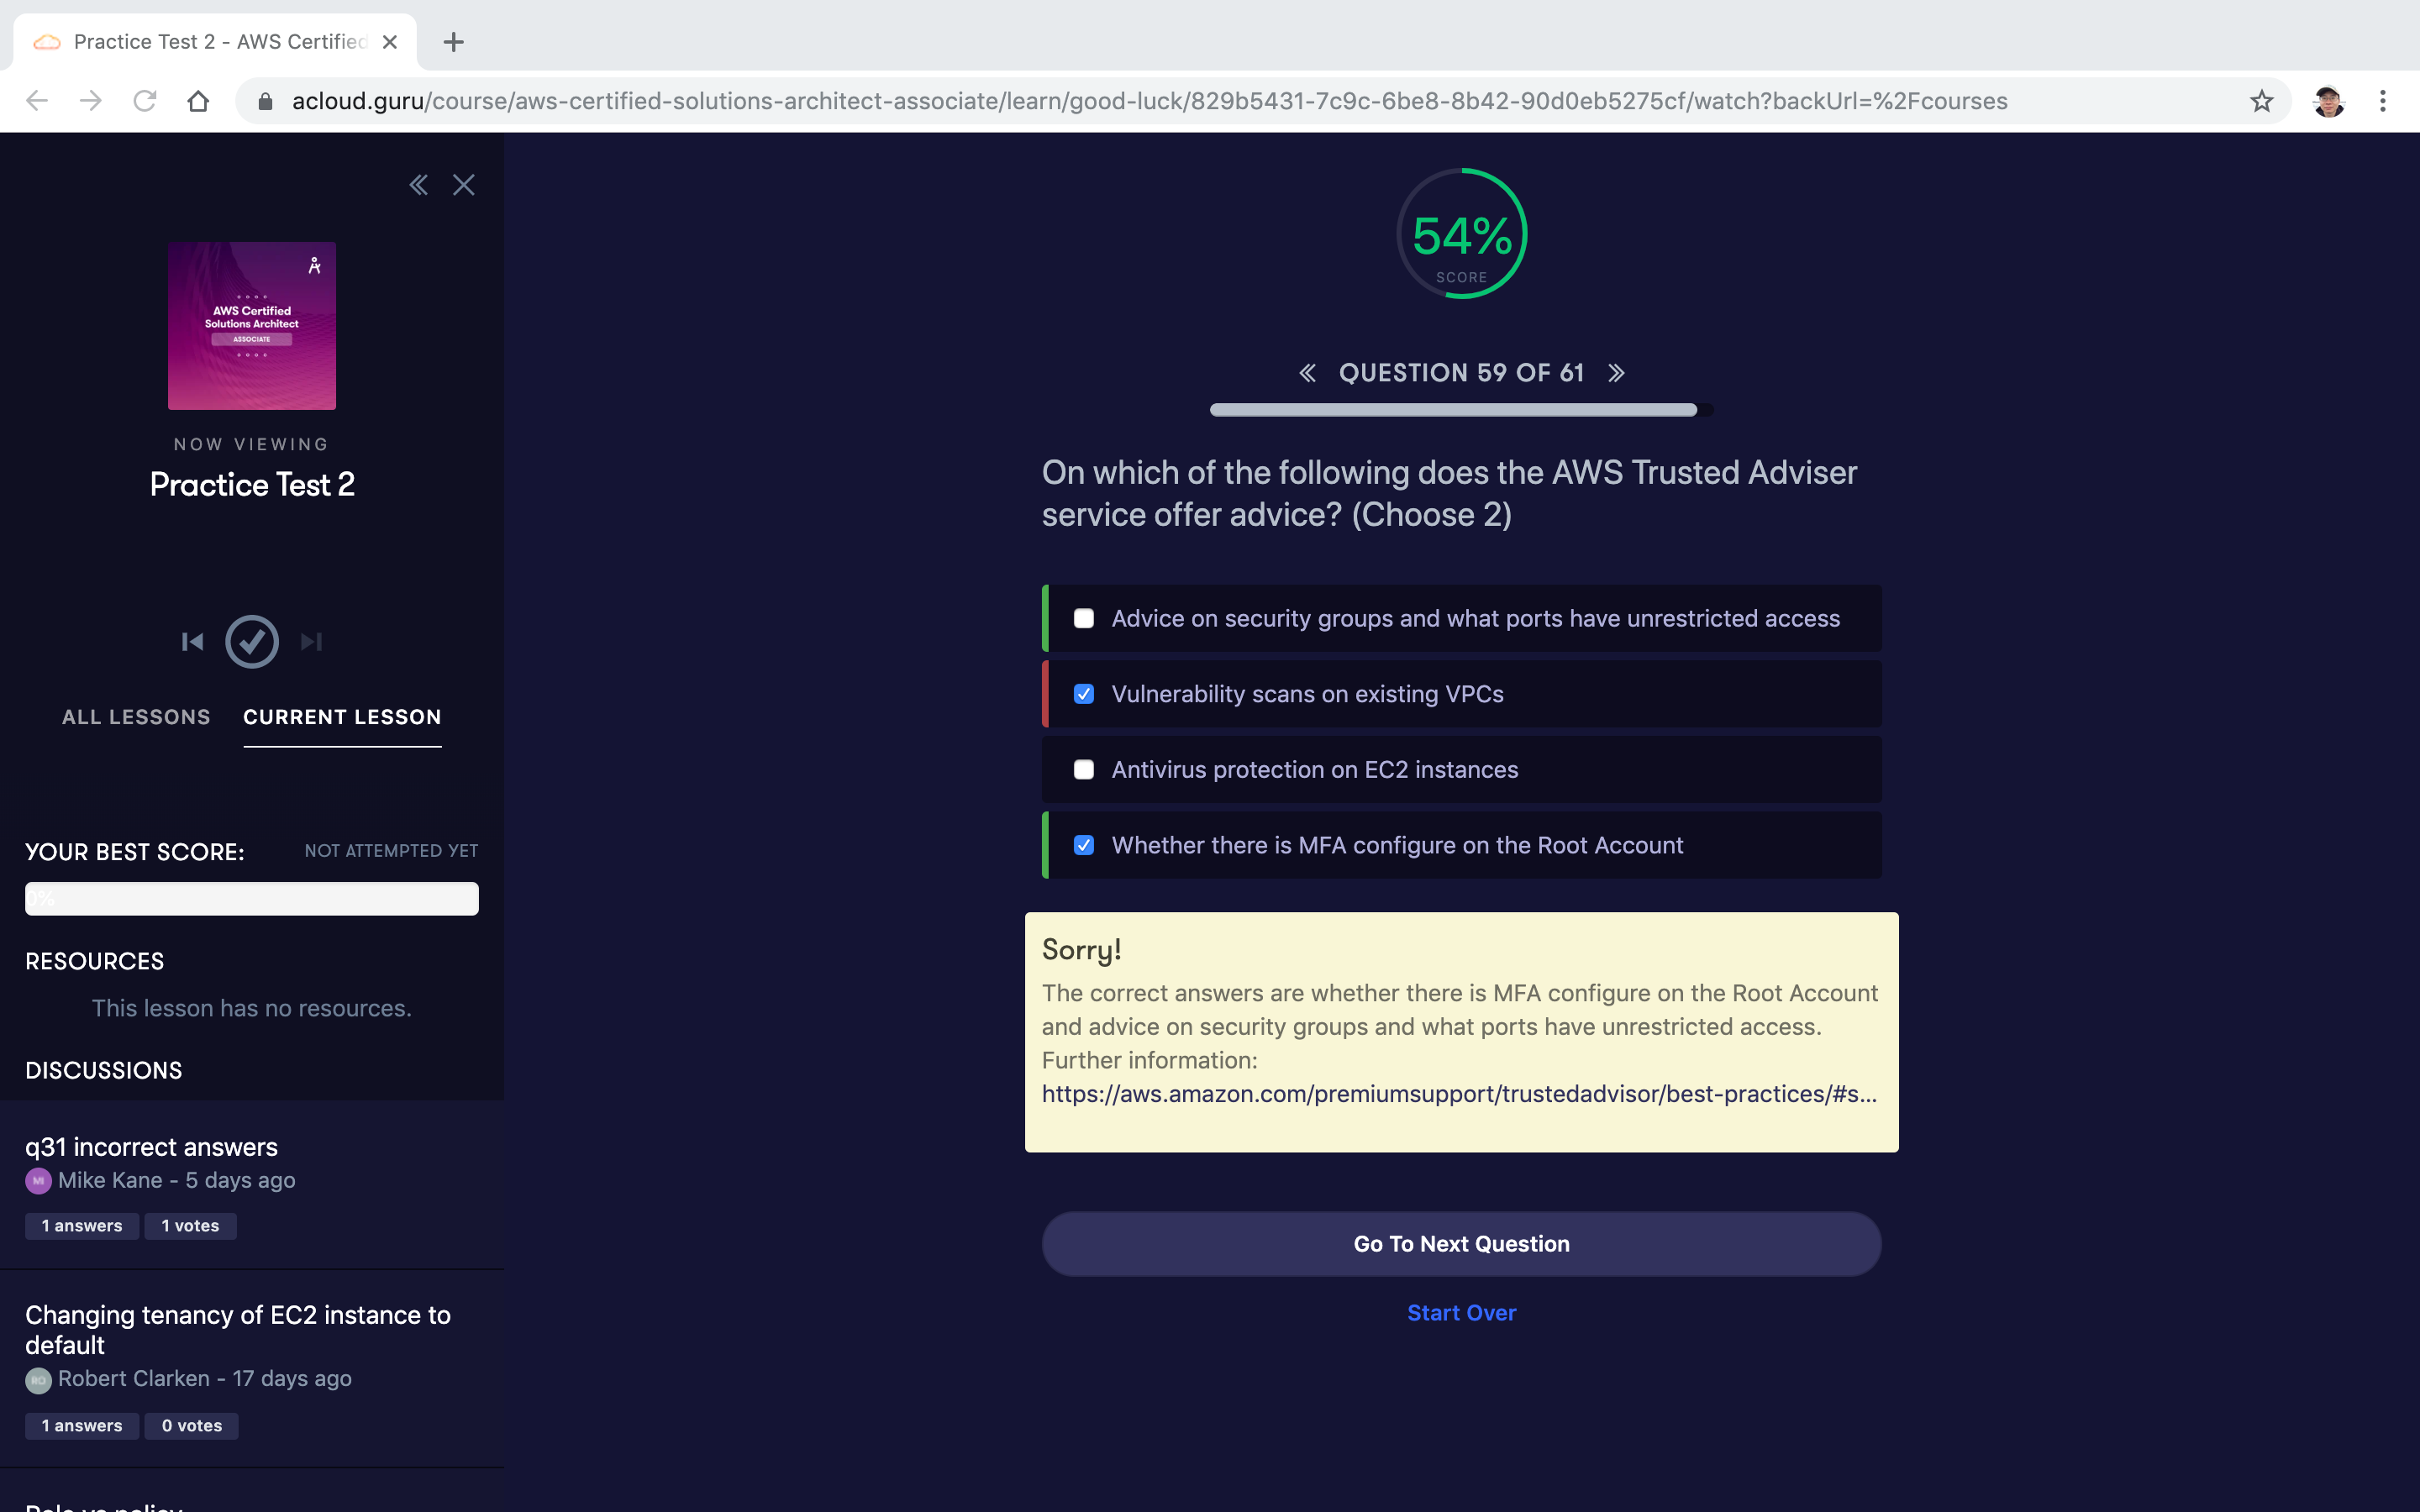 Practice Test 2 - AWS Certified
acloud.guru/course/aws-certified-solutions-architect-associate/learn/good-luck/829b5431-7c9c-6be8-8b42-90d0eb5275cf/watch?backUrl=%2Fcourses
AWS Certified
Solutions Architect
ASSOCIATE
NOW VIEWING
Practice Test 2
ALL LESSONS
CURRENT LESSON
YOUR BEST SCORE:
NOT ATTEMPTED YET
0%
RESOURCES
This lesson has no resources.
DISCUSSIONS
q31 incorrect answers
MI
Mike Kane - 5 days ago
1 answers
1 votes
Changing tenancy of EC2 instance to
default
Robert Clarken - 17 days ago
1 answers
0 votes
54%
SCORE
QUESTION 59 OF 61
On which of the following does the AWS Trusted Adviser
service offer advice? (Choose 2)
Advice on security groups and what ports have unrestricted access
Vulnerability scans on existing VPCs
Antivirus protection on EC2 instances
Whether there is MFA configure on the Root Account
Sorry!
The correct answers are whether there is MFA configure on the Root Account
and advice on security groups and what ports have unrestricted access.
Further information:
https://aws.amazon.com/premiumsupport/trustedadvisor/best-practices/#s...
Go To Next Question
Start Over